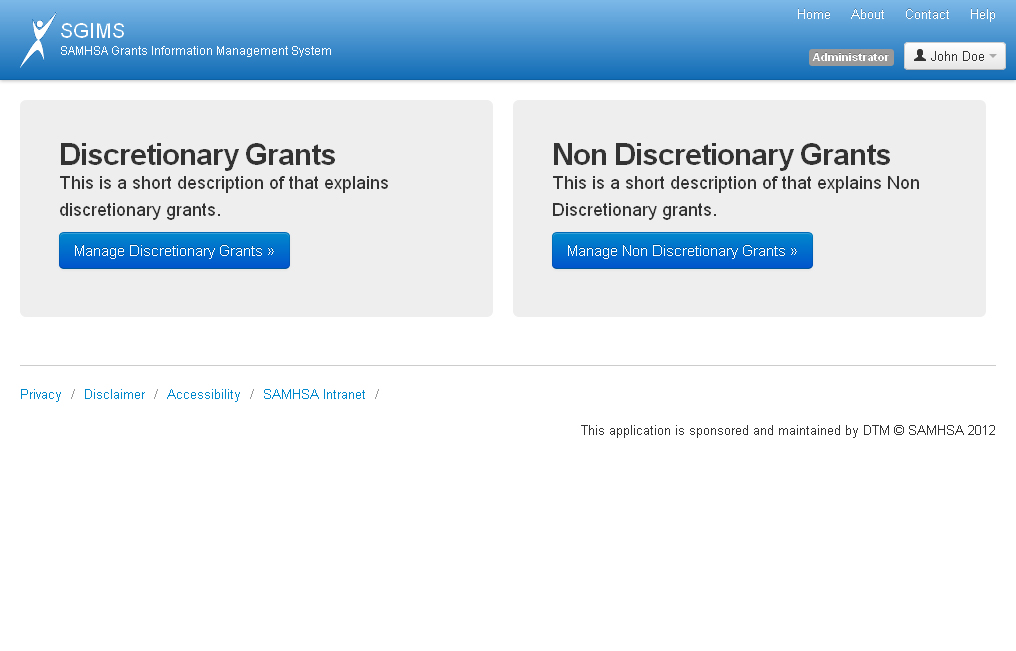 Home About Contact Help
SGIMS
SAMHSA Grants Information Management System
Administrator John Doe
Discretionary Grants
This is a short description of that explains
discretionary grants.
Manage Discretionary Grants »
Non Discretionary Grants
This is a short description of that explains Non
Discretionary grants.
Manage Non Discretionary Grants »
Privacy / Disclaimer / Accessibility / SAMHSA Intranet /
This application is sponsored and maintained by DTM © SAMHSA 2012